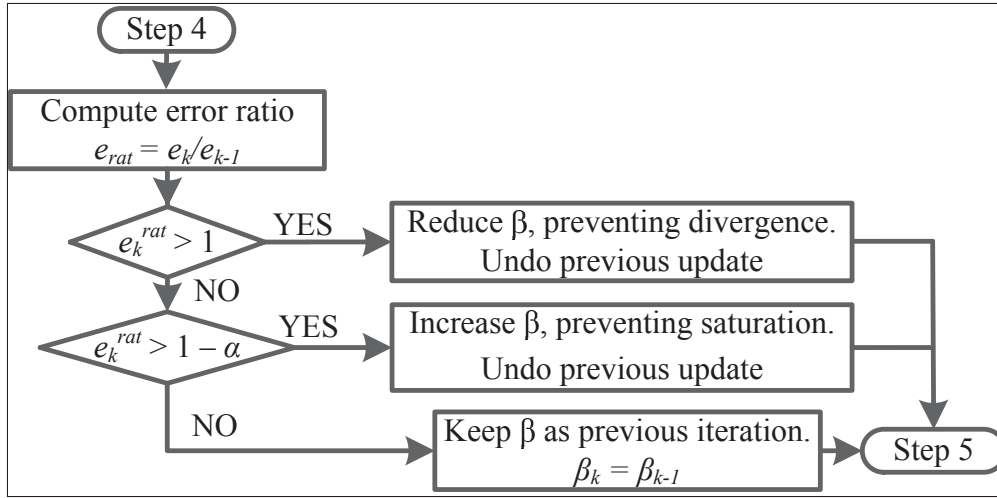 Step 4
Compute error ratio
e_rat = e_k/e_{k-1}
e_k^{rat} > 1
YES
Reduce β, preventing divergence.
Undo previous update
NO
e_k^{rat} > 1 – α
YES
Increase β, preventing saturation.
Undo previous update
NO
Keep β as previous iteration.
β_k = β_{k-1}
Step 5